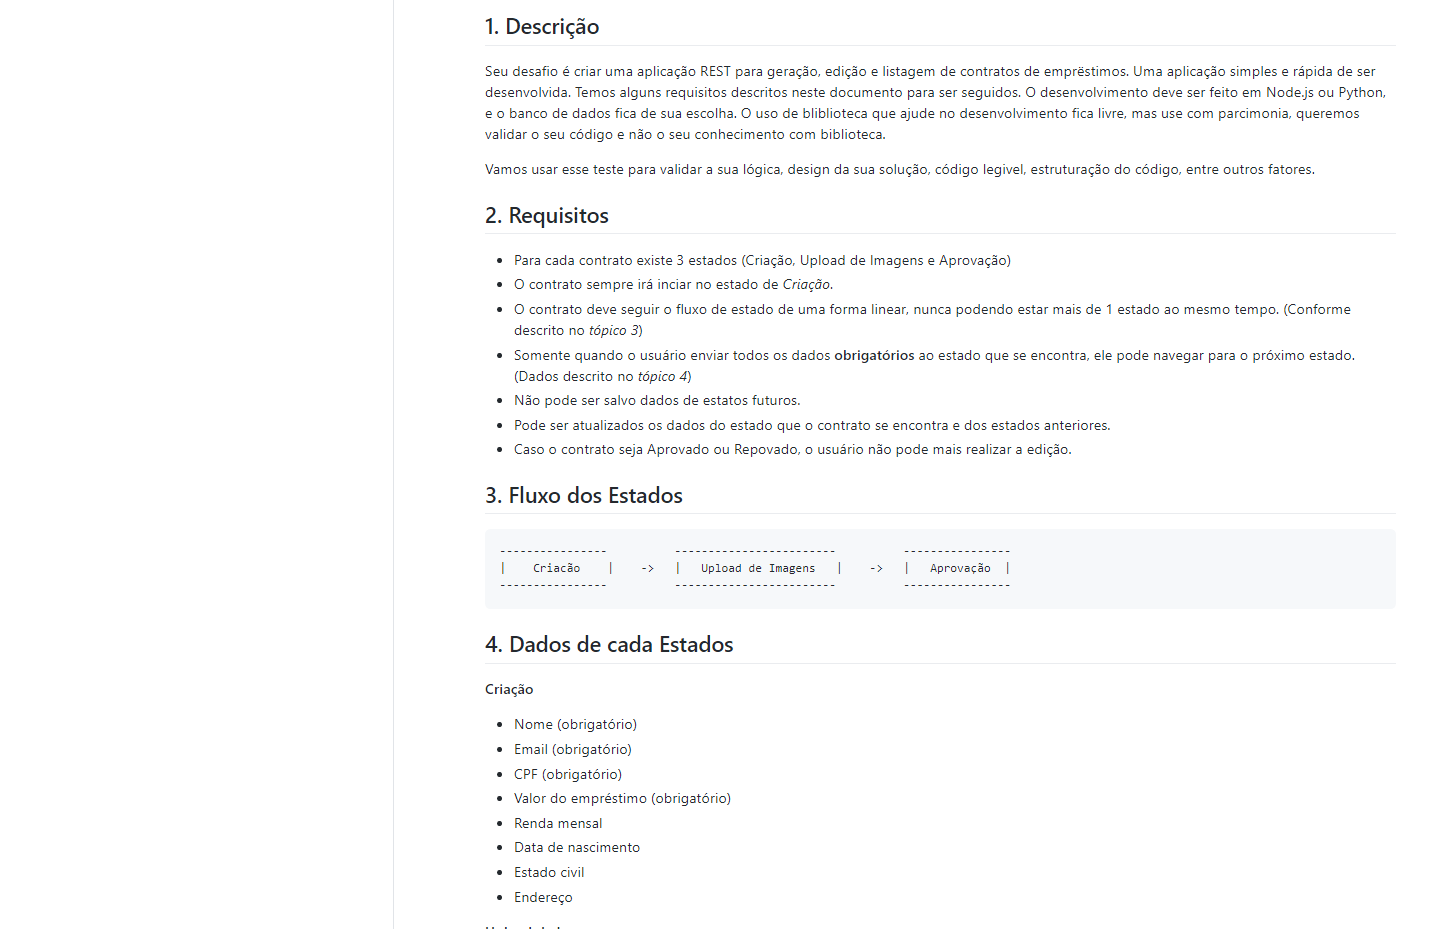 1. Descrição
Seu desafio é criar uma aplicação REST para geração, edição e listagem de contratos de emprëstimos. Uma aplicação simples e rápida de ser
desenvolvida. Temos alguns requisitos descritos neste documento para ser seguidos. O desenvolvimento deve ser feito em Node.js ou Python,
e o banco de dados fica de sua escolha. O uso de bliblioteca que ajude no desenvolvimento fica livre, mas use com parcimonia, queremos
validar o seu código e não o seu conhecimento com biblioteca.
Vamos usar esse teste para validar a sua lógica, design da sua solução, código legivel, estruturação do código, entre outros fatores.
2. Requisitos
• Para cada contrato existe 3 estados (Criação, Upload de Imagens e Aprovação)
• O contrato sempre irá inciar no estado de Criação.
• O contrato deve seguir o fluxo de estado de uma forma linear, nunca podendo estar mais de 1 estado ao mesmo tempo. (Conforme
descrito no tópico 3)
• Somente quando o usuário enviar todos os dados obrigatórios ao estado que se encontra, ele pode navegar para o próximo estado.
(Dados descrito no tópico 4)
• Não pode ser salvo dados de estatos futuros.
• Pode ser atualizados os dados do estado que o contrato se encontra e dos estados anteriores.
• Caso o contrato seja Aprovado ou Repovado, o usuário não pode mais realizar a edição.
3. Fluxo dos Estados
---------------- ------------------------ ----------------
| Criacão | -> | Upload de Imagens | -> | Aprovação |
---------------- ------------------------ ----------------
4. Dados de cada Estados
Criação
• Nome (obrigatório)
• Email (obrigatório)
• CPF (obrigatório)
• Valor do empréstimo (obrigatório)
• Renda mensal
• Data de nascimento
• Estado civil
• Endereço